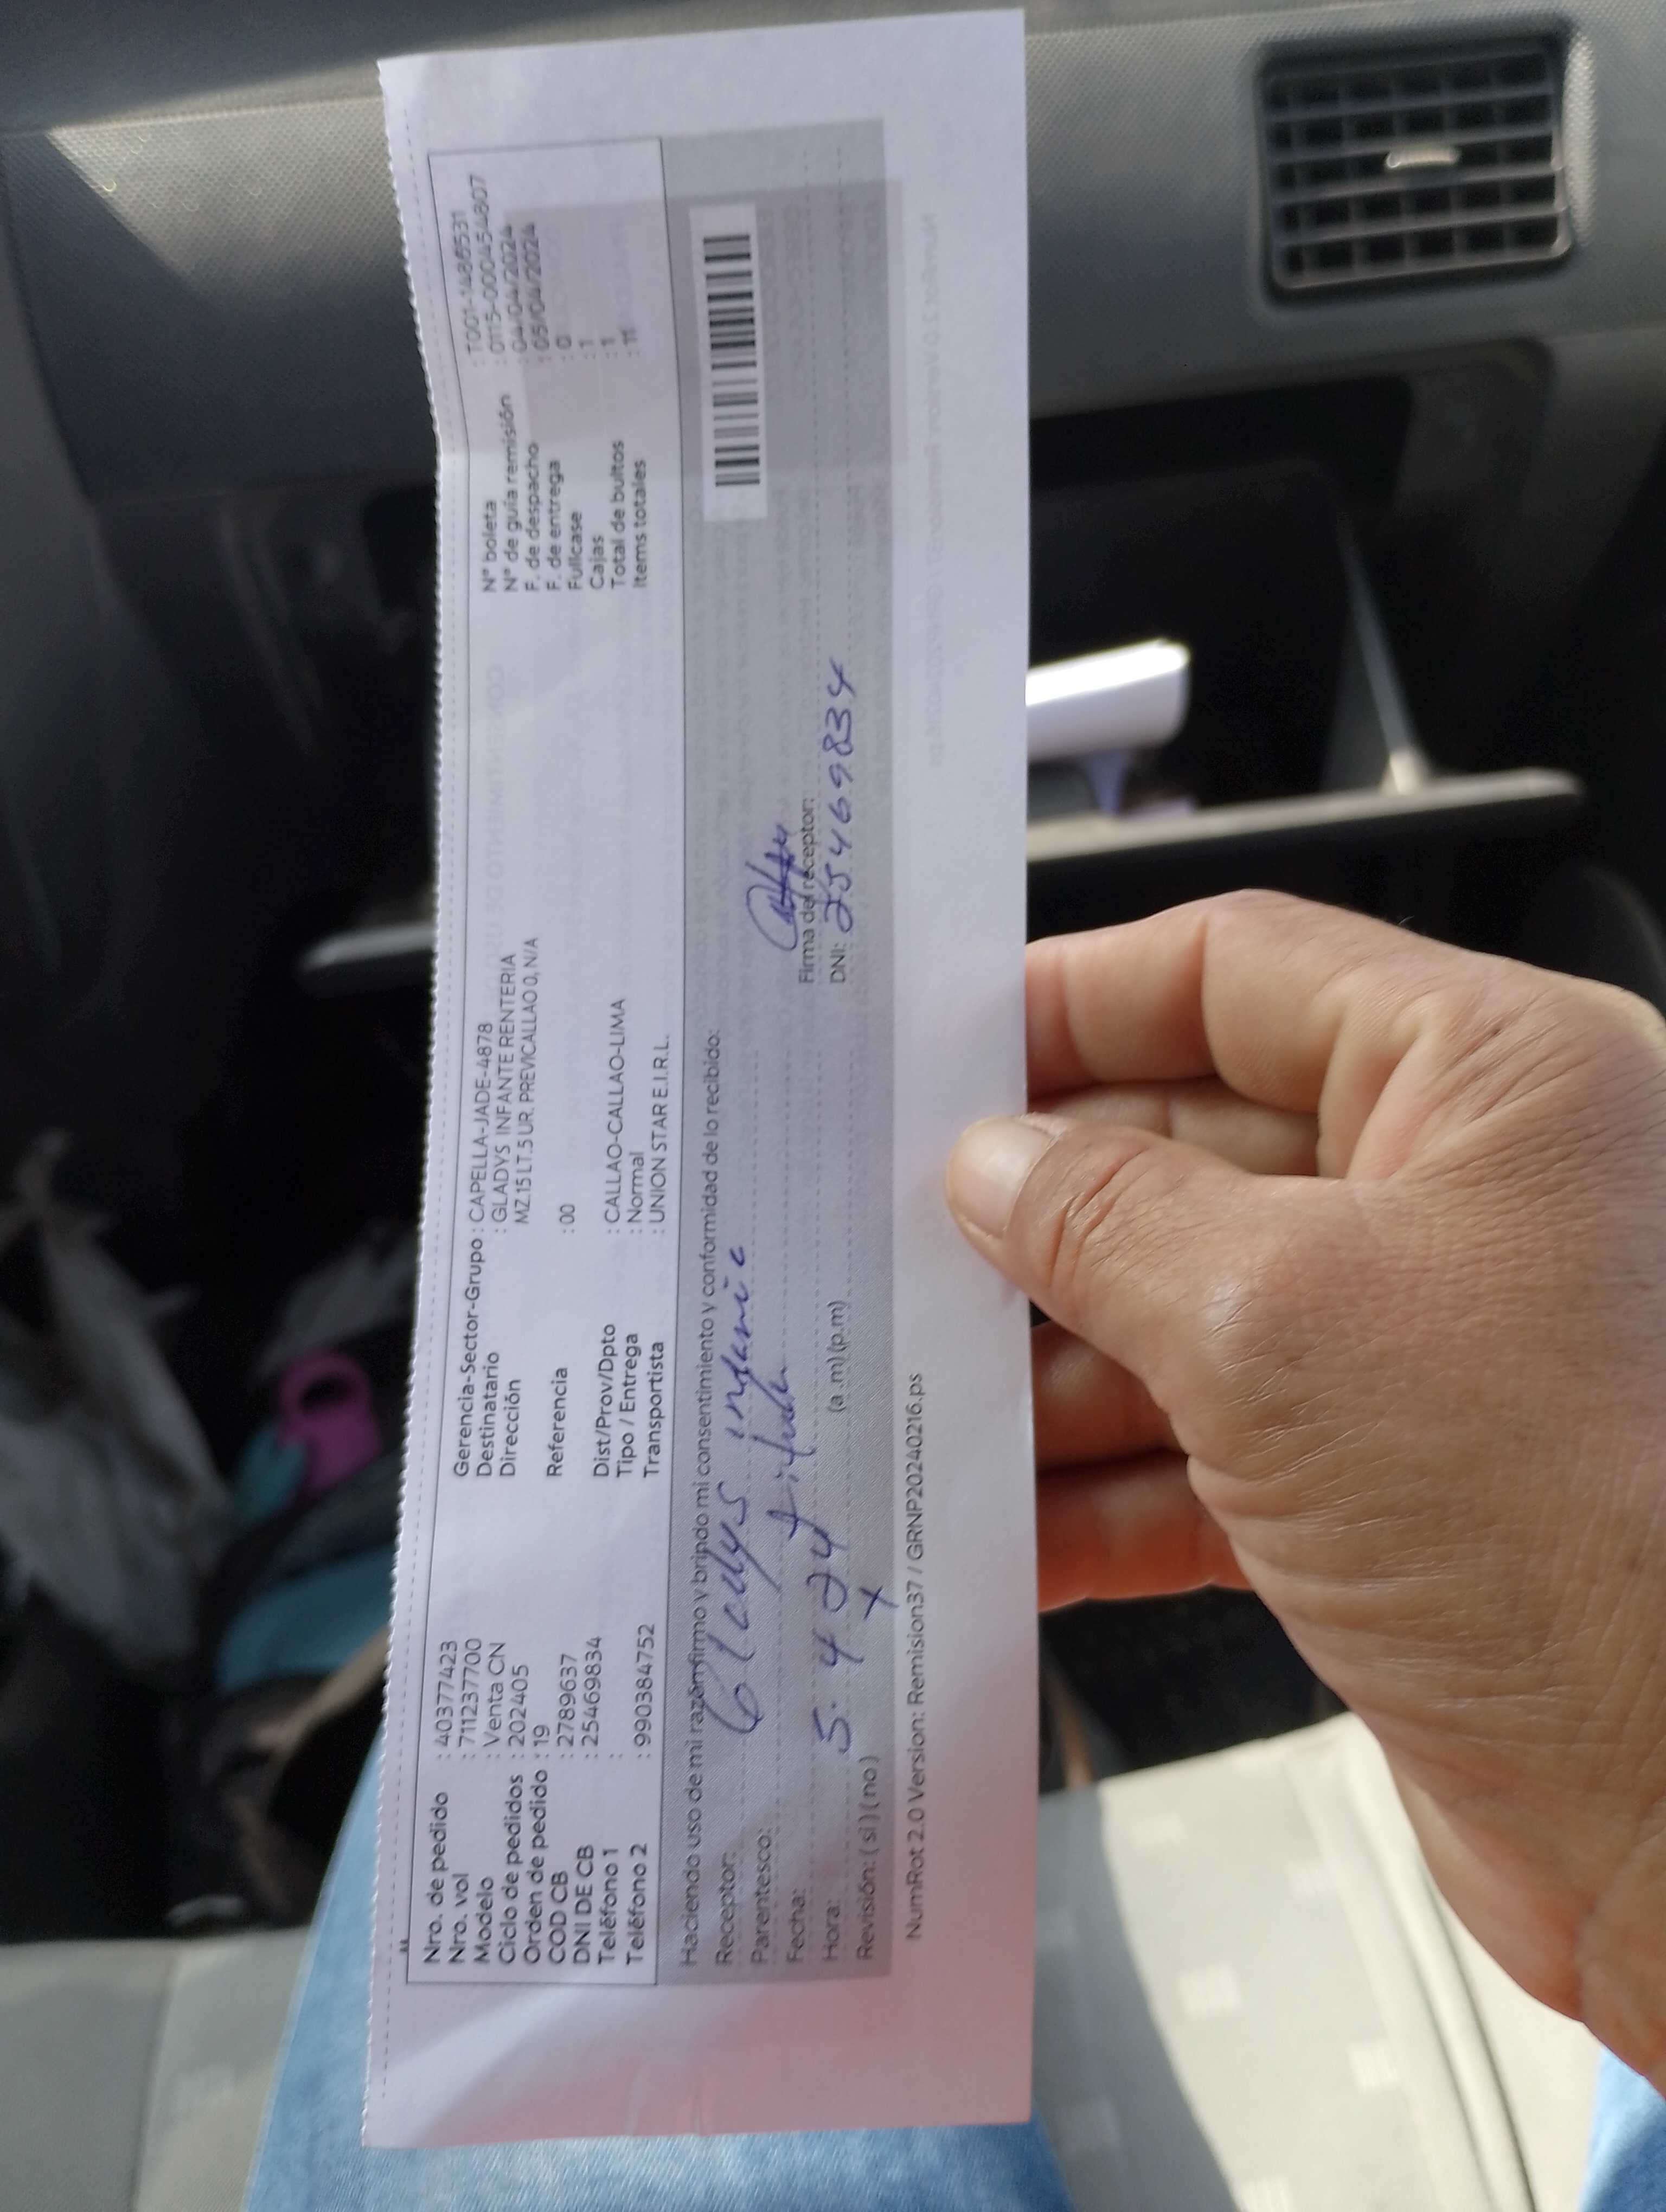 Nro. de pedido : 40377423
Nro. vol : 711237700
Modelo : Venta CN
Ciclo de pedidos : 202405
Orden de pedido : 19
COD CB : 2789637
DNI DE CB : 25469834
Teléfono 1 :
Teléfono 2 : 990384752
Gerencia-Sector-Grupo : CAPELLA-JADE-4878
Destinatario : GLADYS INFANTE RENTERIA
Dirección MZ.15 LT.5 UR. PREVICALLAO 0, N/A
Referencia : 00
Dist/Prov/Dpto : CALLAO-CALLAO-LIMA
Tipo / Entrega : Normal
Transportista : UNION STAR E.I.R.L.
N° boleta : T001-1486531
N° de guía remisión : 0115-0004454807
F. de despacho : 04/04/2024
F. de entrega : 05/04/2024
Fullcase : 0
Cajas : 1
Total de bultos : 1
Items totales : 11
Haciendo uso de mi razón firmo y brindo mi consentimiento y conformidad de lo recibido:
Receptor: Gladys infante
Parentesco:
Fecha: 5. 4 24
Hora: (a.m) (p.m)
Revisión: ( si ) ( no )
Firma del receptor:
DNI: 25469834
NumRot 2.0 Version: Remision37 / GRNP20240216.ps